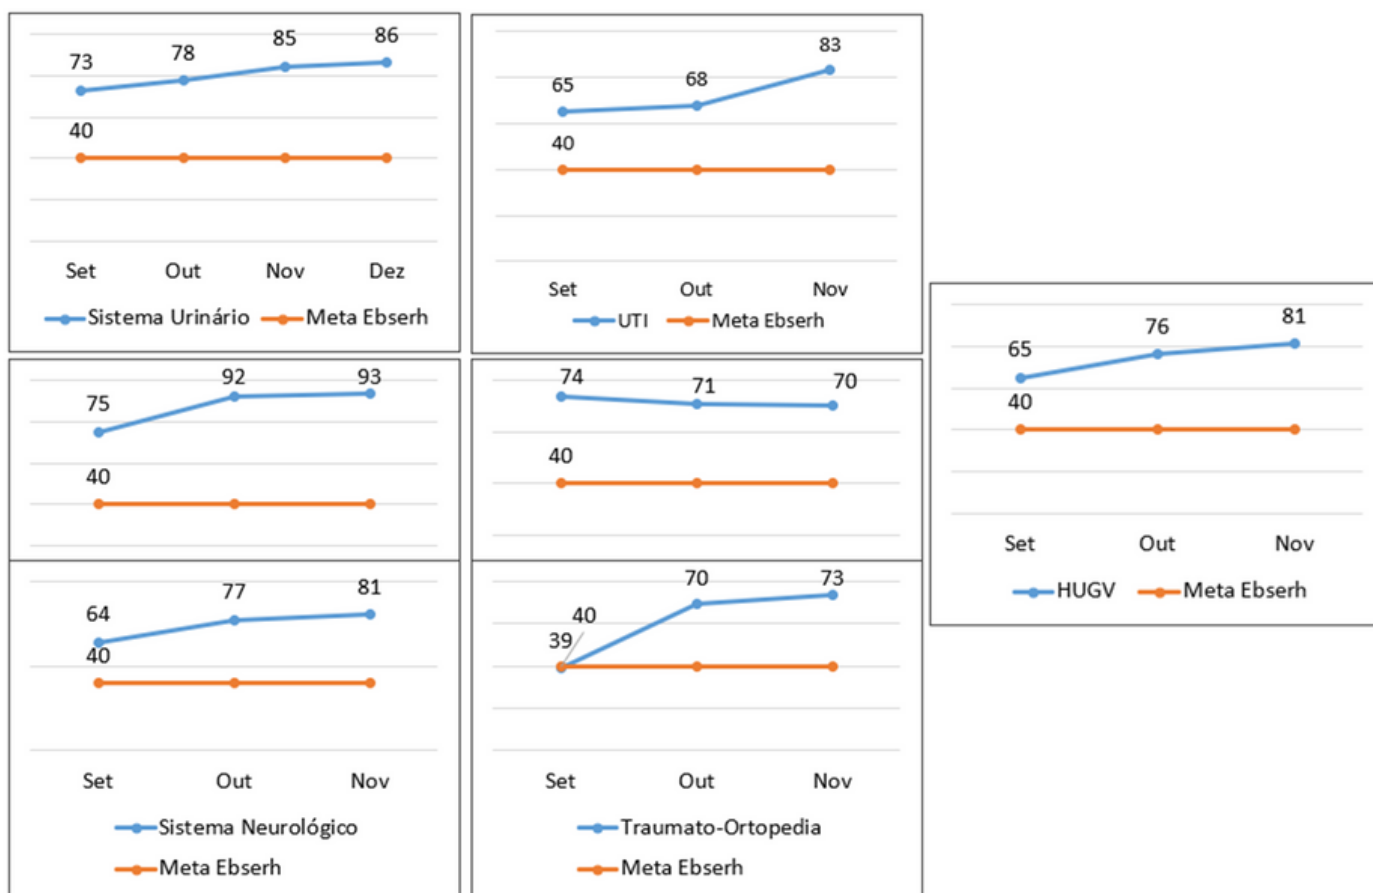 73 78 85 86
40
Set Out Nov Dez
Sistema Urinário Meta Ebserh
65 68 83
40
Set Out Nov
UTI Meta Ebserh
75 92 93
40
74 71 70
40
64 77 81
40
Set Out Nov
Sistema Neurológico
Meta Ebserh
39 40 70 73
Set Out Nov
Traumato-Ortopedia
Meta Ebserh
65 76 81
40
Set Out Nov
HUGV Meta Ebserh